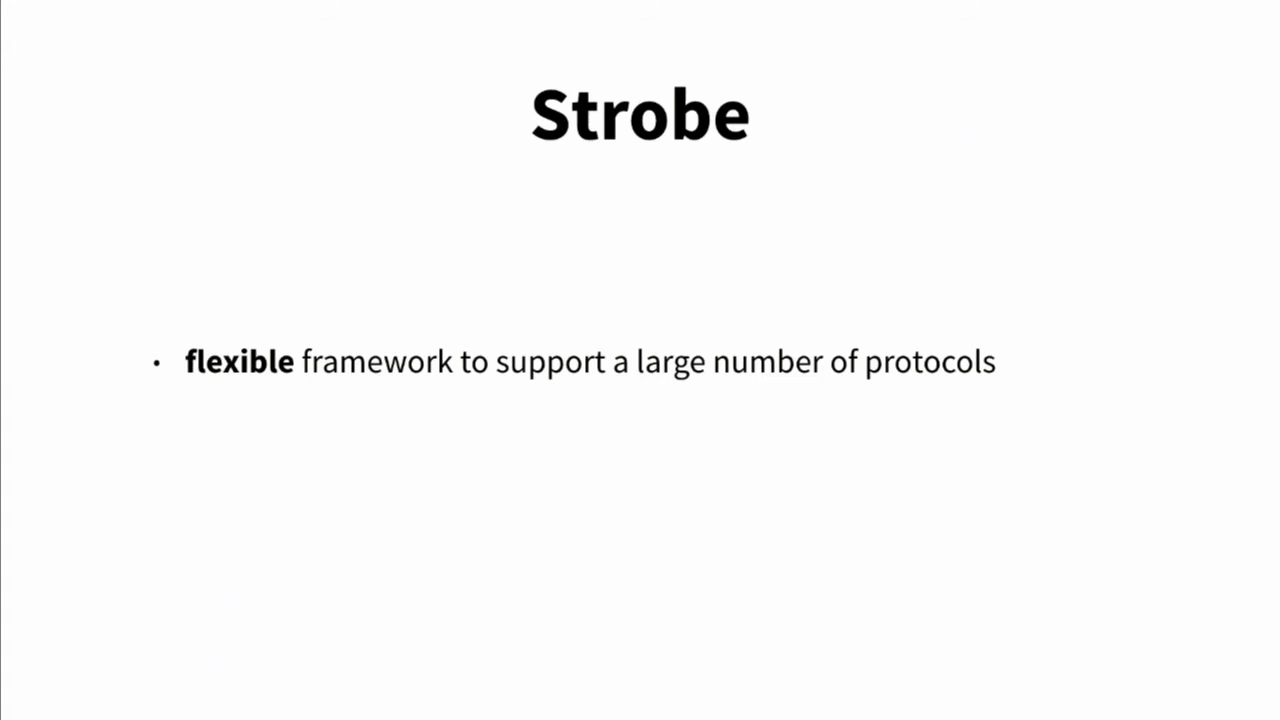 Strobe
• flexible framework to support a large number of protocols